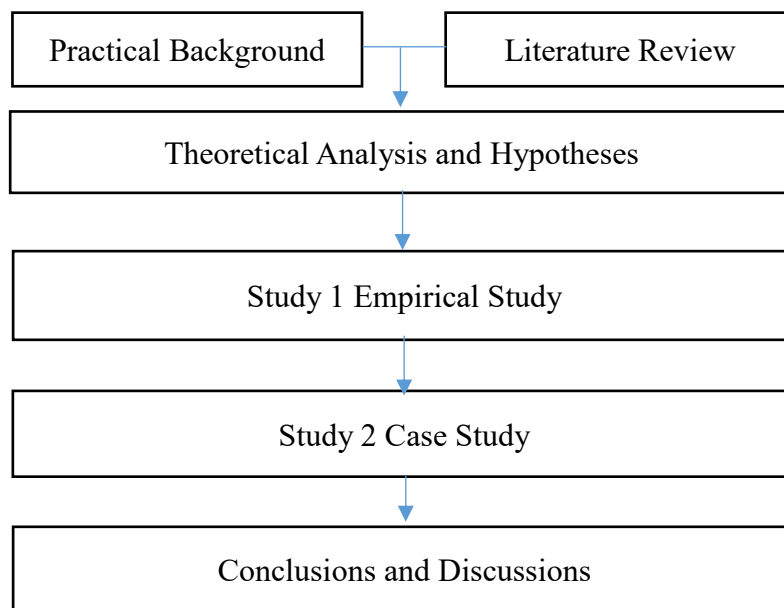 Practical Background
Literature Review
Theoretical Analysis and Hypotheses
Study 1 Empirical Study
Study 2 Case Study
Conclusions and Discussions